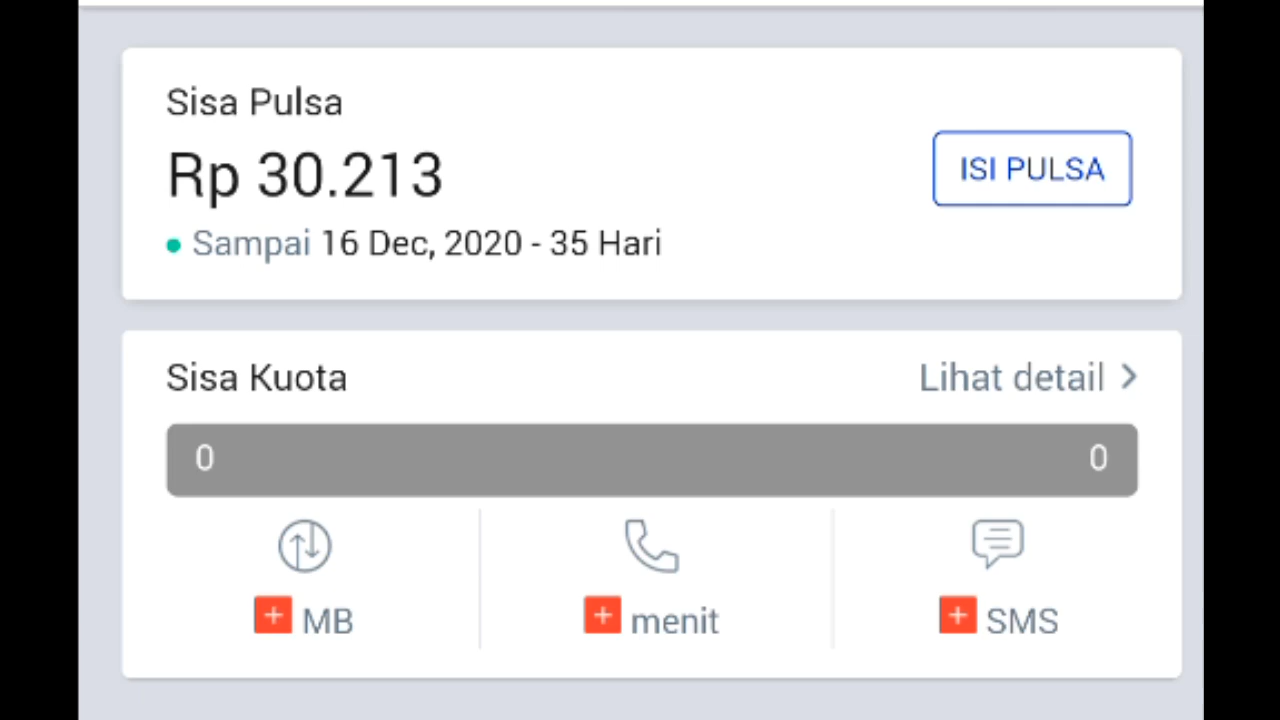 Sisa Pulsa
Rp 30.213
ISI PULSA
Sampai 16 Dec, 2020 - 35 Hari
Sisa Kuota
Lihat detail >
0 0
+ MB
+ menit
+ SMS